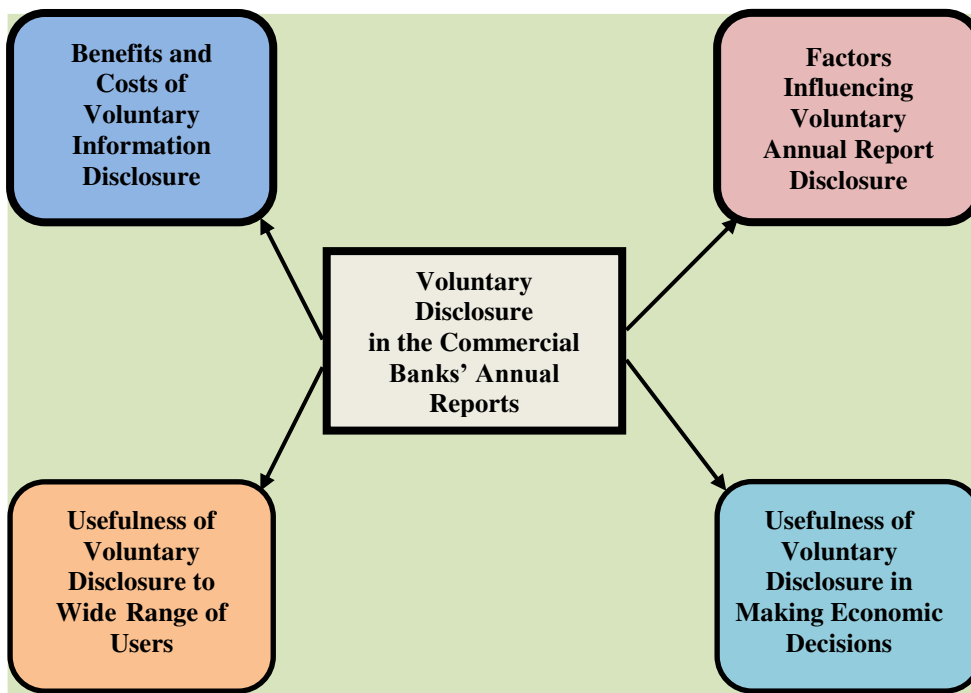 Benefits and
Costs of
Voluntary
Information
Disclosure
Factors
Influencing
Voluntary
Annual Report
Disclosure
Voluntary
Disclosure
in the Commercial
Banks’ Annual
Reports
Usefulness of
Voluntary
Disclosure to
Wide Range of
Users
Usefulness of
Voluntary
Disclosure in
Making Economic
Decisions